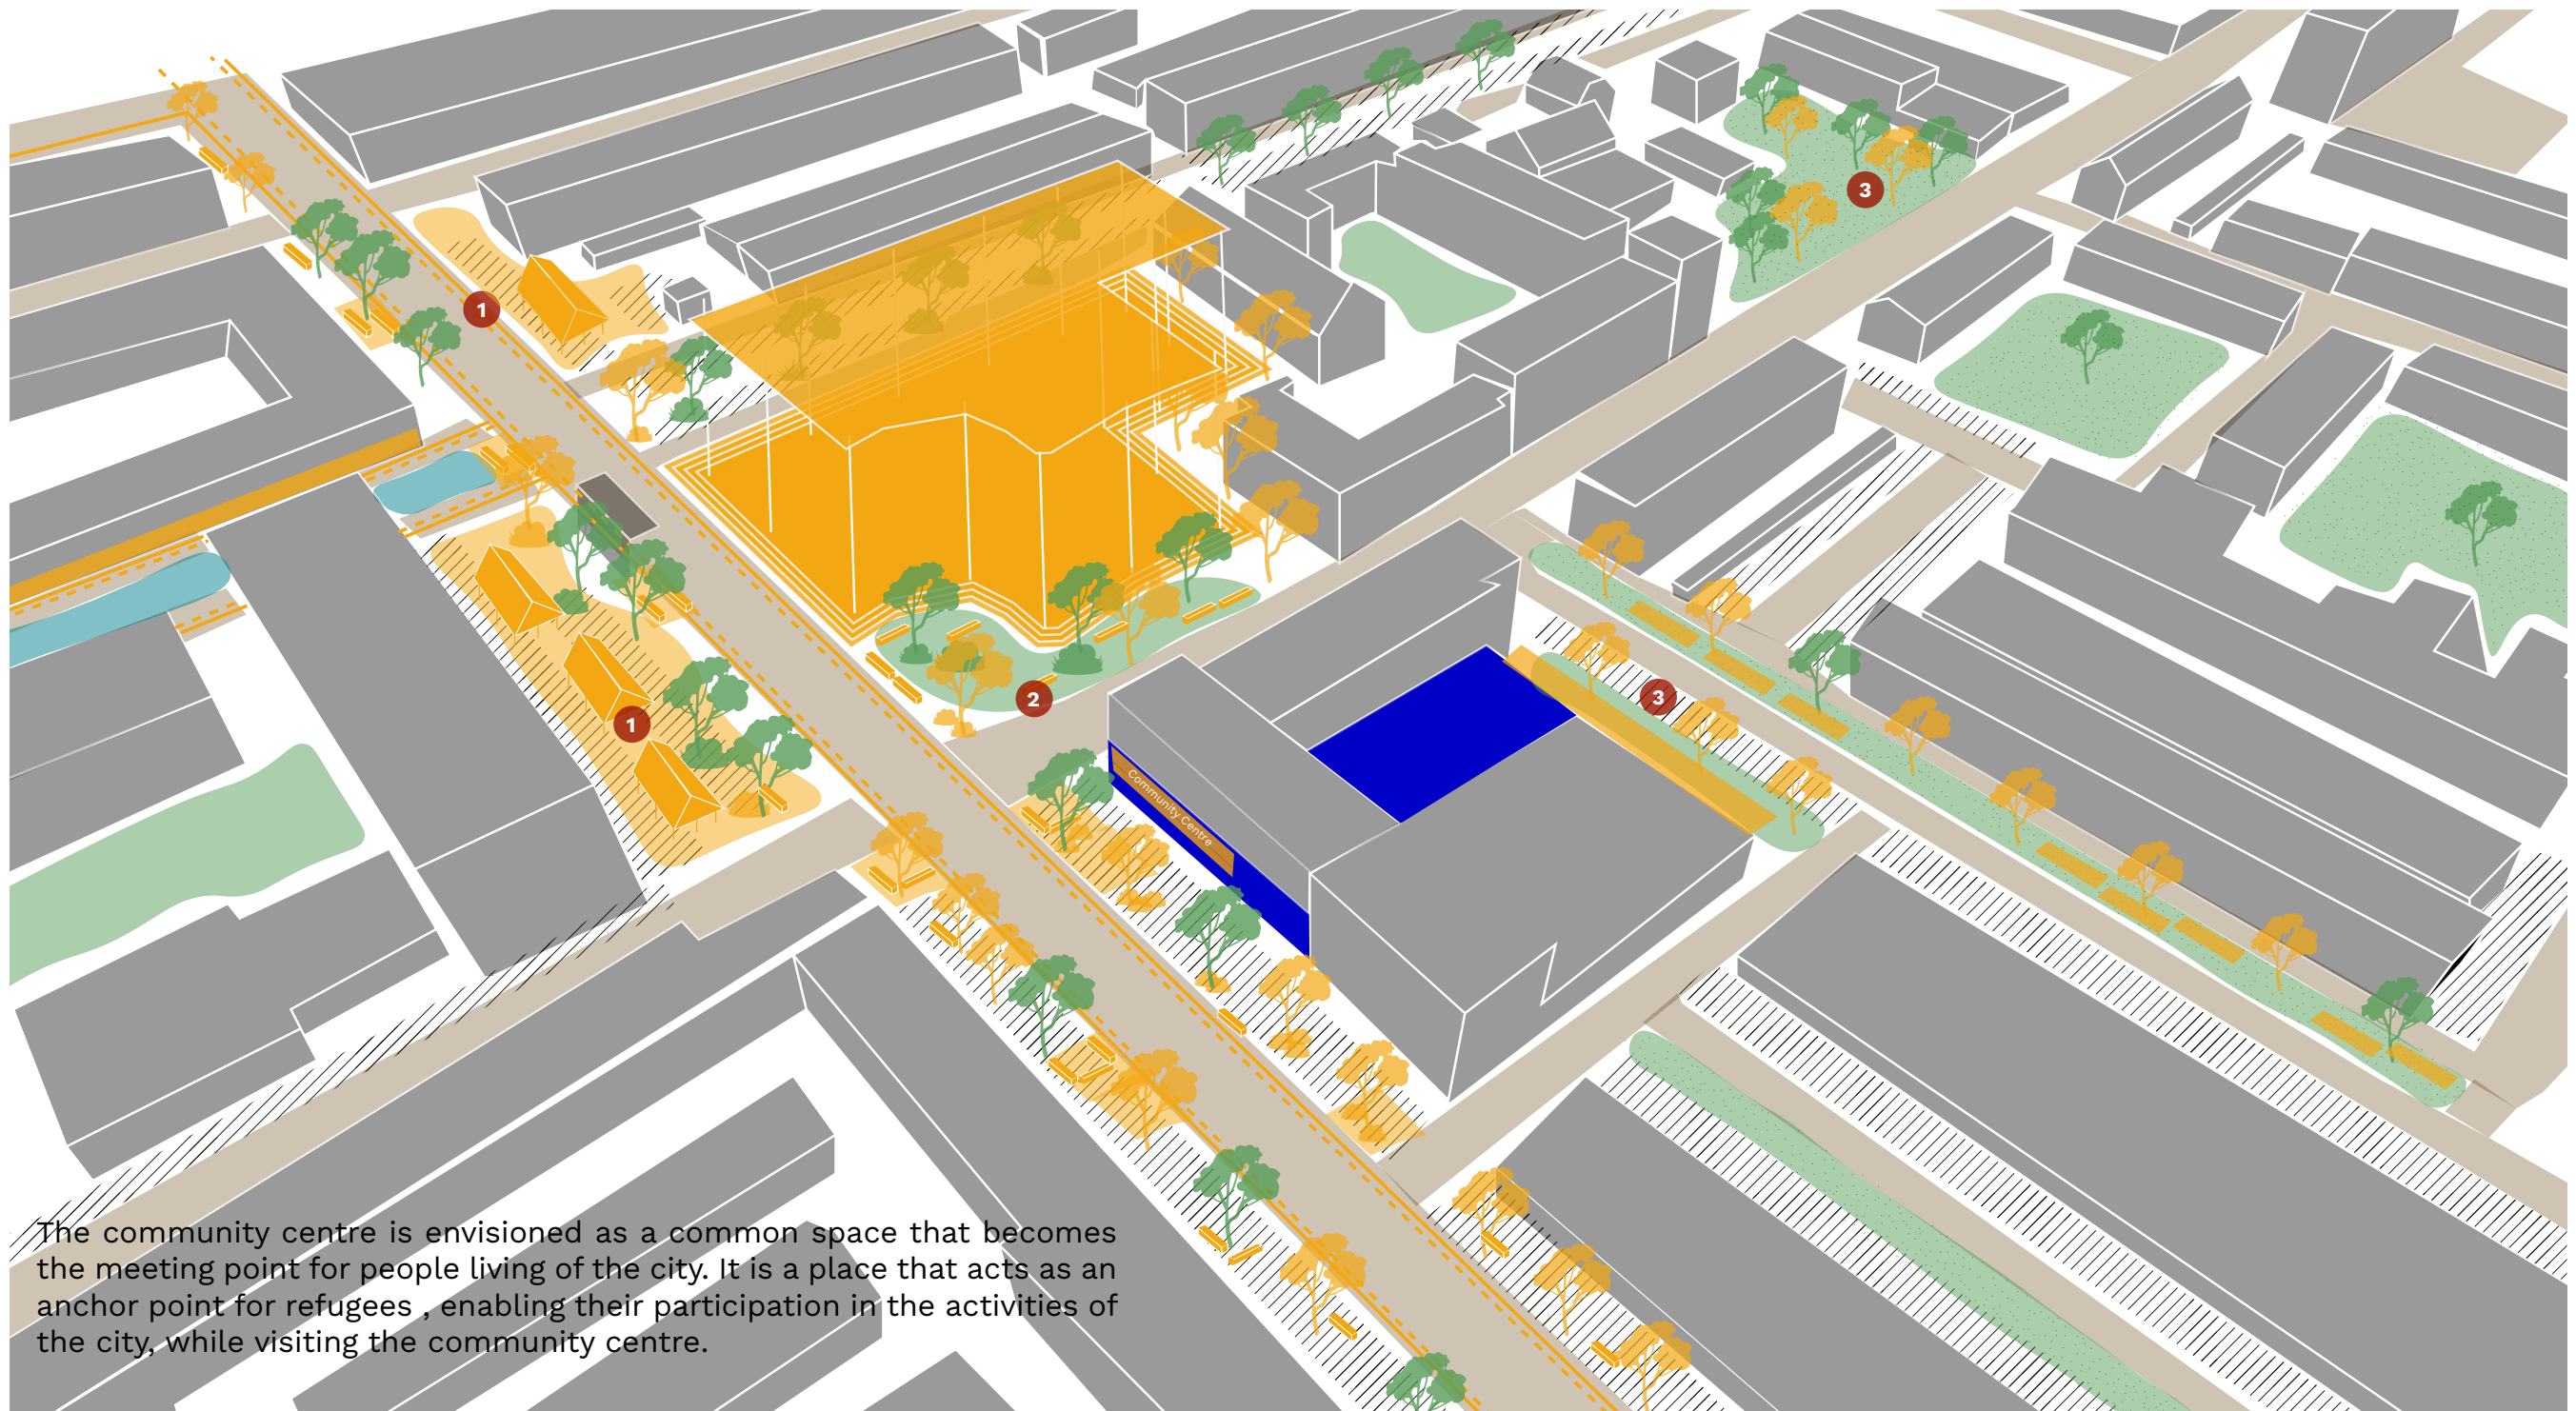 3
1
2
3
1
Community Centre
The community centre is envisioned as a common space that becomes
the meeting point for people living of the city. It is a place that acts as an
anchor point for refugees , enabling their participation in the activities of
the city, while visiting the community centre.